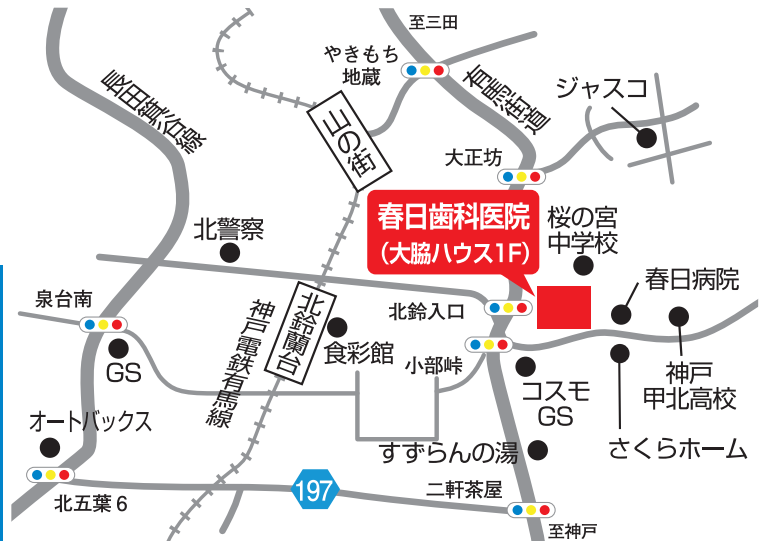 至三田
やきもち
地蔵
有馬街道
長田箕谷線
ジャスコ
山の街
大正坊
春日歯科医院
(大脇ハウス1F)
桜の宮
中学校
北警察
春日病院
泉台南
北鈴入口
北鈴蘭台
神戸電鉄有馬線
食彩館
小部峠
GS
神戸
甲北高校
コスモ
GS
オートバックス
すずらんの湯
さくらホーム
197
二軒茶屋
北五葉6
至神戸